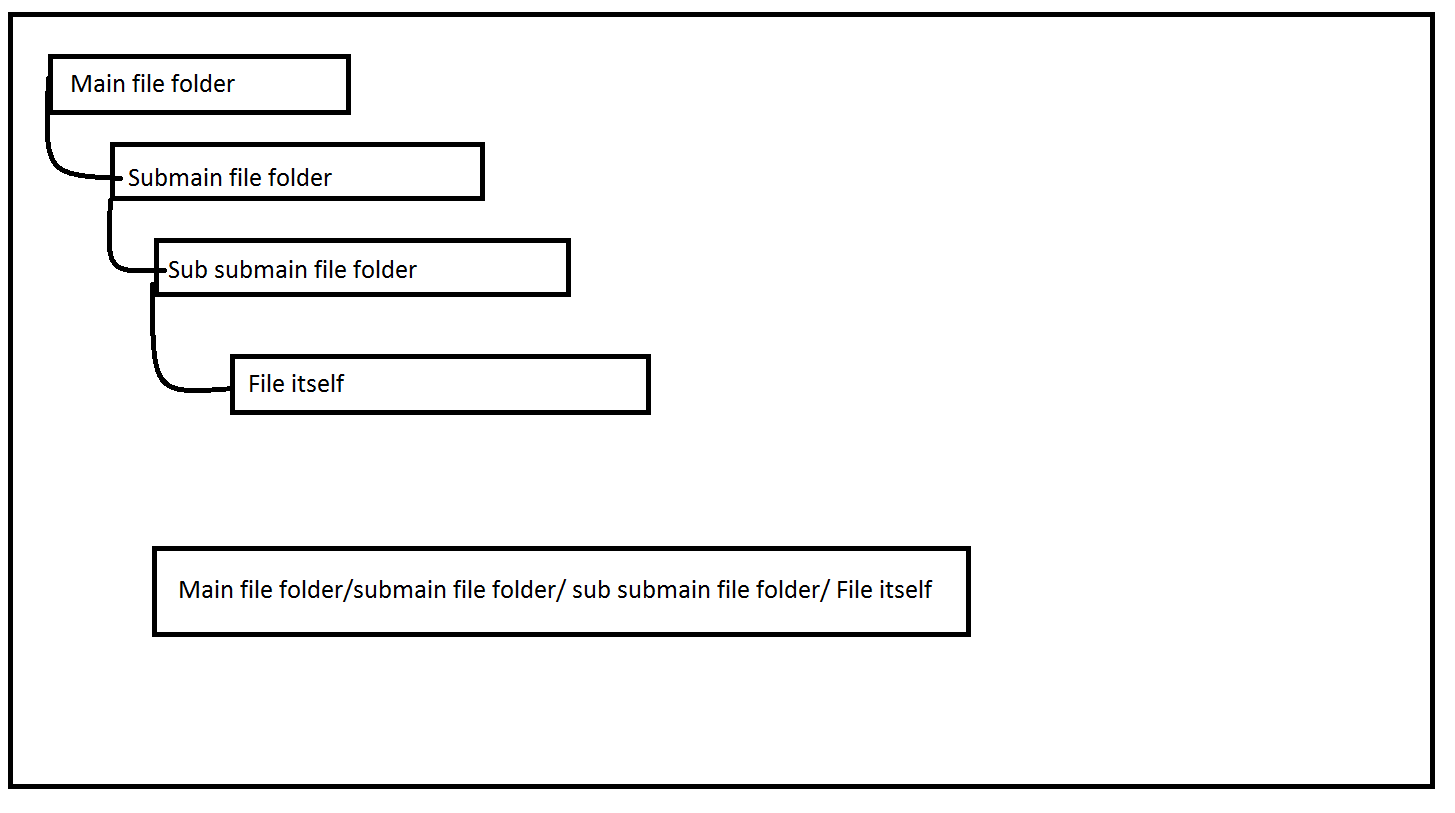 Main file folder
Submain file folder
Sub submain file folder
File itself
Main file folder/submain file folder/ sub submain file folder/ File itself